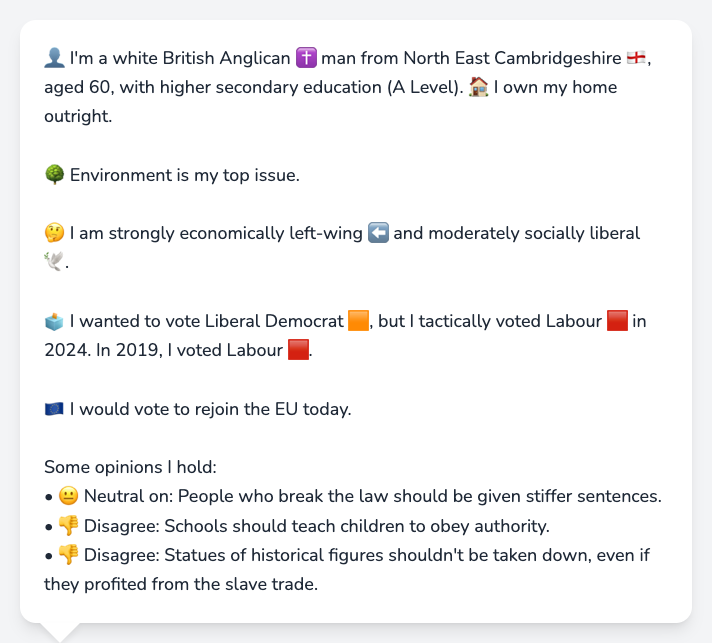 👤 I'm a white British Anglican ✝️ man from North East Cambridgeshire 🏴󠁧󠁢󠁥󠁮󠁧󠁿,
aged 60, with higher secondary education (A Level). 🏠 I own my home
outright.
🌳 Environment is my top issue.
🤔 I am strongly economically left-wing ⬅️ and moderately socially liberal
🕊️.
🗳️ I wanted to vote Liberal Democrat 🟧, but I tactically voted Labour 🟥 in
2024. In 2019, I voted Labour 🟥.
🇪🇺 I would vote to rejoin the EU today.
Some opinions I hold:
• 😐 Neutral on: People who break the law should be given stiffer sentences.
• 👎 Disagree: Schools should teach children to obey authority.
• 👎 Disagree: Statues of historical figures shouldn't be taken down, even if
they profited from the slave trade.